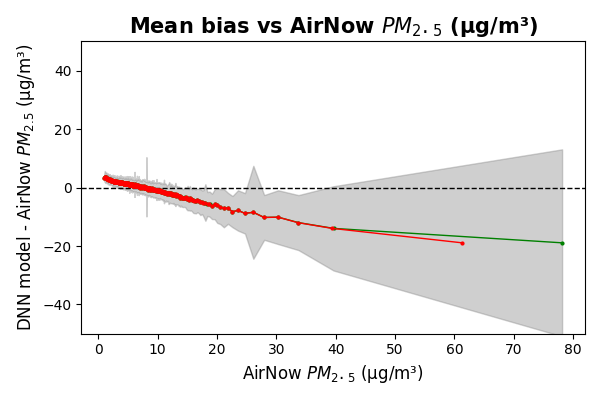 Mean bias vs AirNow PM₂.₅ (µg/m³)
DNN model - AirNow PM₂.₅ (µg/m³)
40
20
0
−20
−40
0 10 20 30 40 50 60 70 80
AirNow PM₂.₅ (µg/m³)